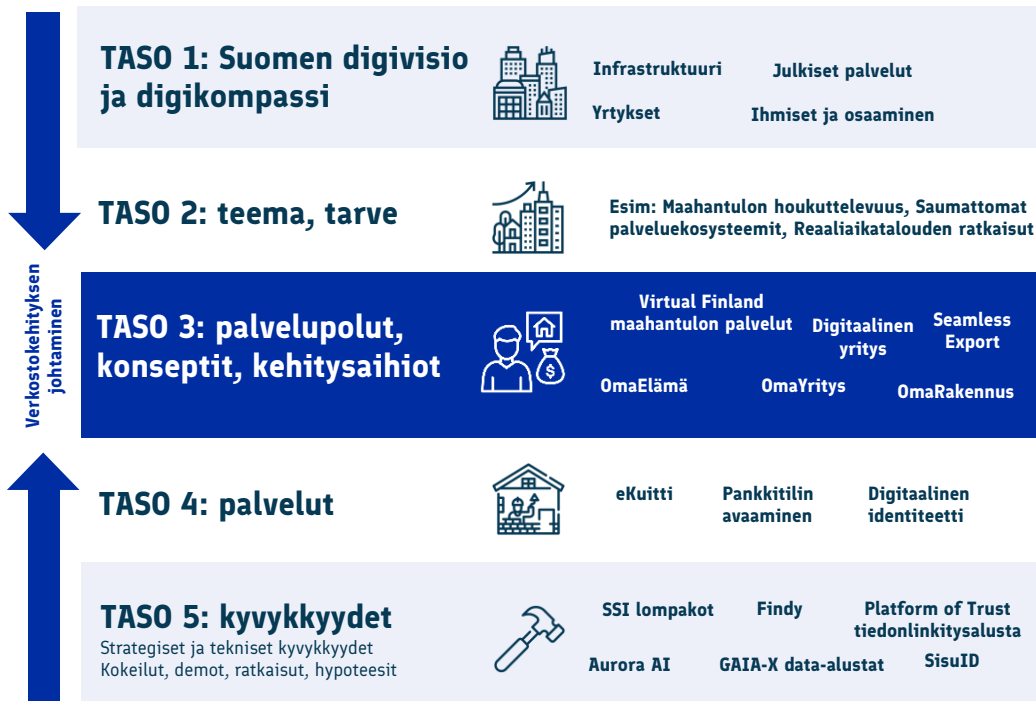 TASO 1: Suomen digivisio
ja digikompassi
Infrastruktuuri
Julkiset palvelut
Yrtykset
Ihmiset ja osaaminen
TASO 2: teema, tarve
Esim: Maahantulon houkuttelevuus, Saumattomat
palveluekosysteemit, Reaaliaikatalouden ratkaisut
Verkostokehityksen
johtaminen
TASO 3: palvelupolut,
konseptit, kehitysaihiot
$
Virtual Finland
maahantulon palvelut
Digitaalinen
yritys
Seamless
Export
OmaElämä
OmaYritys
OmaRakennus
TASO 4: palvelut
eKuitti
Pankkitilin
avaaminen
Digitaalinen
identiteetti
TASO 5: kyvykkyydet
Strategiset ja tekniset kyvykkyydet
Kokeilut, demot, ratkaisut, hypoteesit
SSI lompakot
Findy
Platform of Trust
tiedonlinkitysalusta
Aurora AI
GAIA-X data-alustat
SisuID